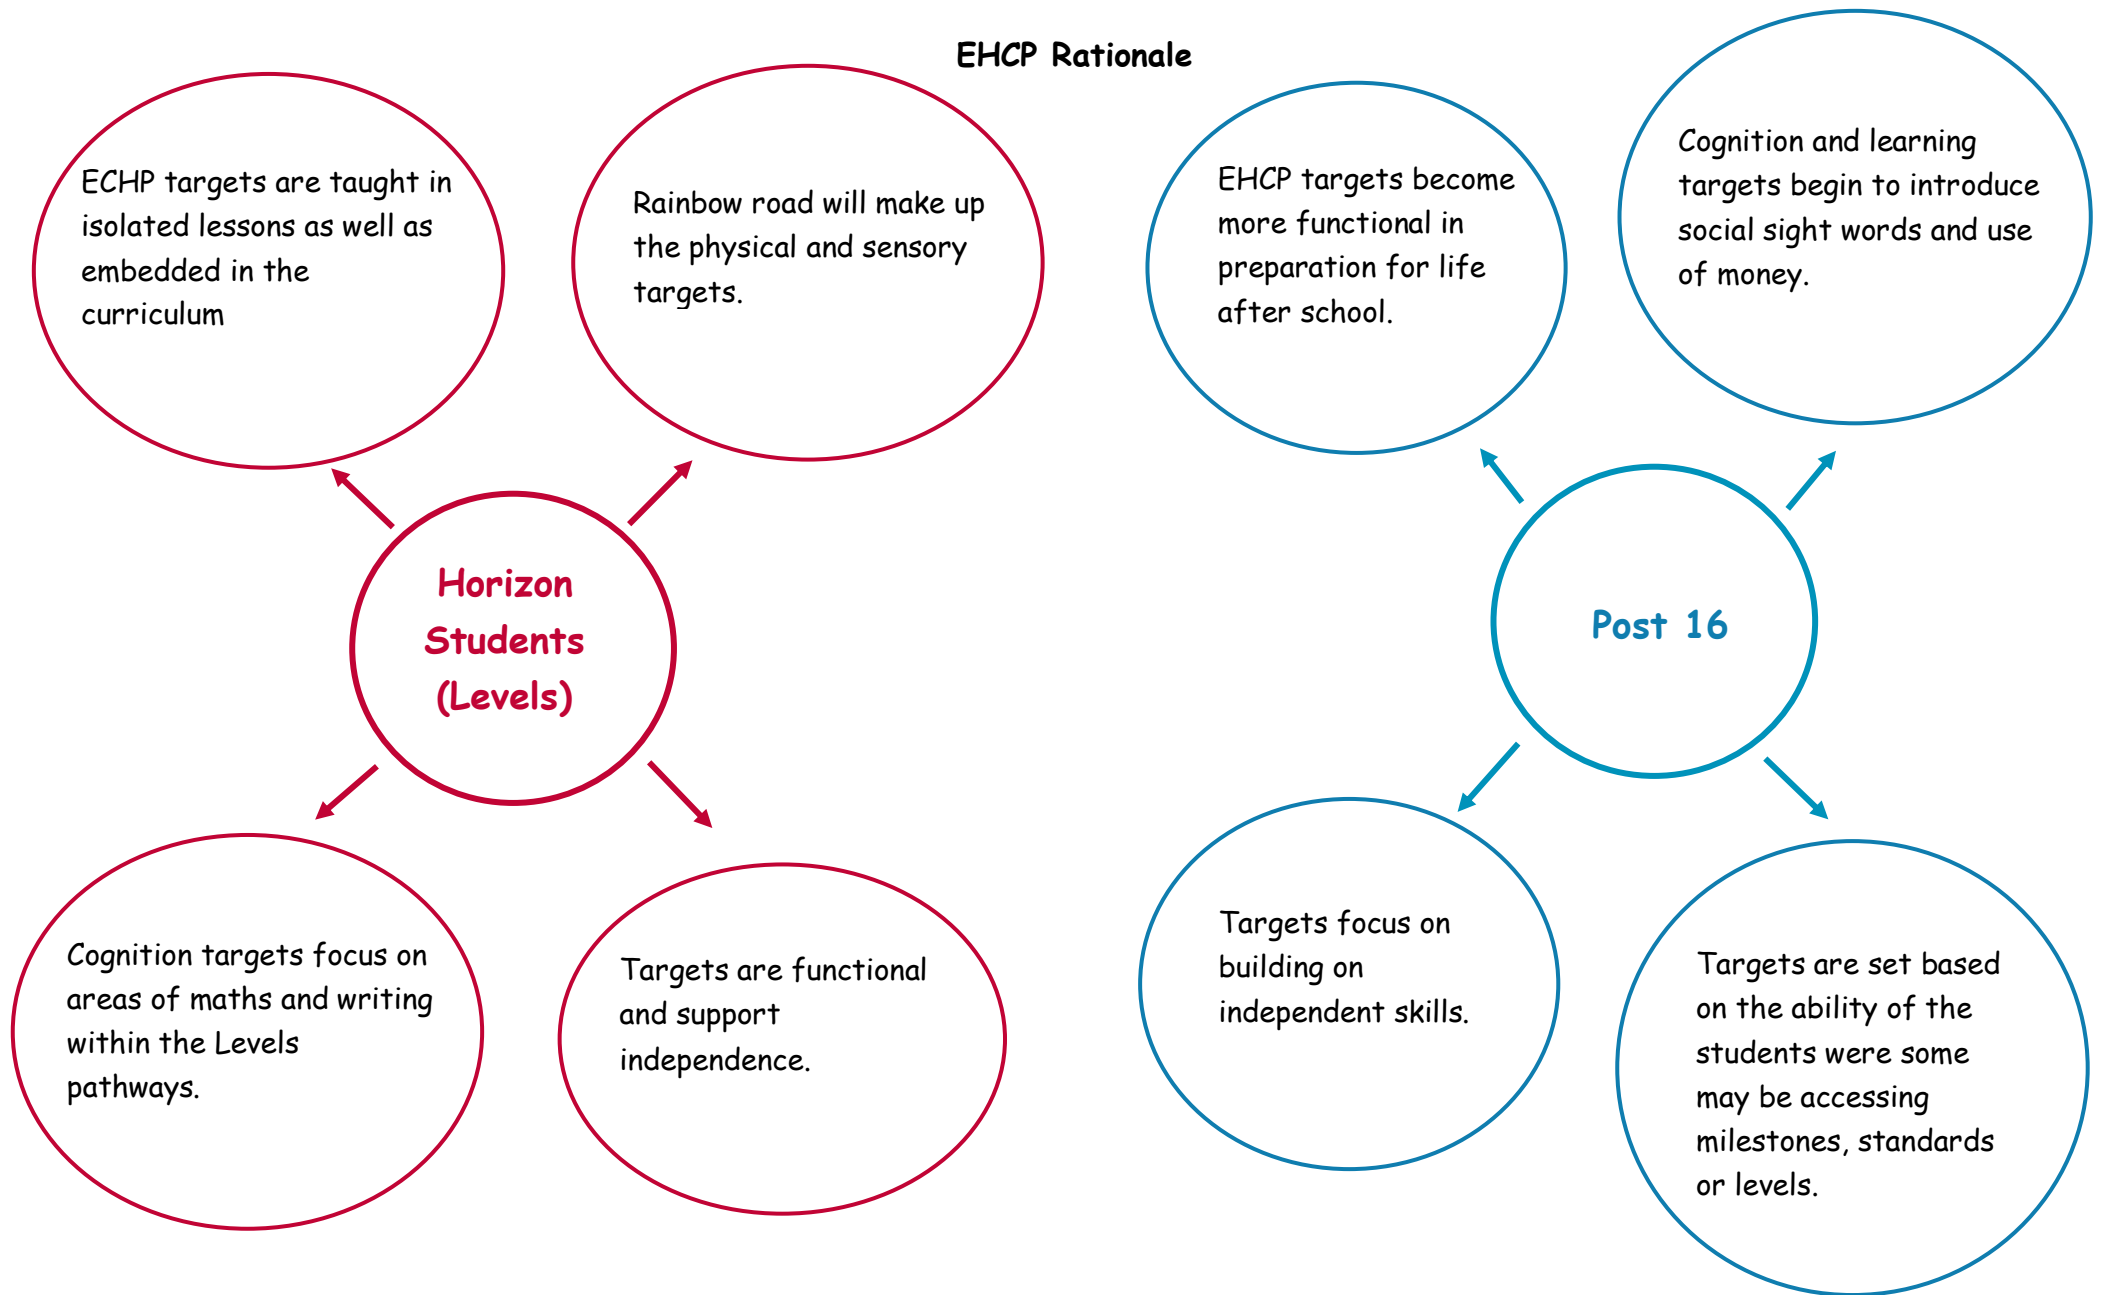 EHCP Rationale
ECHP targets are taught in
isolated lessons as well as
embedded in the
curriculum
Rainbow road will make up
the physical and sensory
targets.
Horizon
Students
(Levels)
Cognition targets focus on
areas of maths and writing
within the Levels
pathways.
Targets are functional
and support
independence.
EHCP targets become
more functional in
preparation for life
after school.
Cognition and learning
targets begin to introduce
social sight words and use
of money.
Post 16
Targets focus on
building on
independent skills.
Targets are set based
on the ability of the
students were some
may be accessing
milestones, standards
or levels.